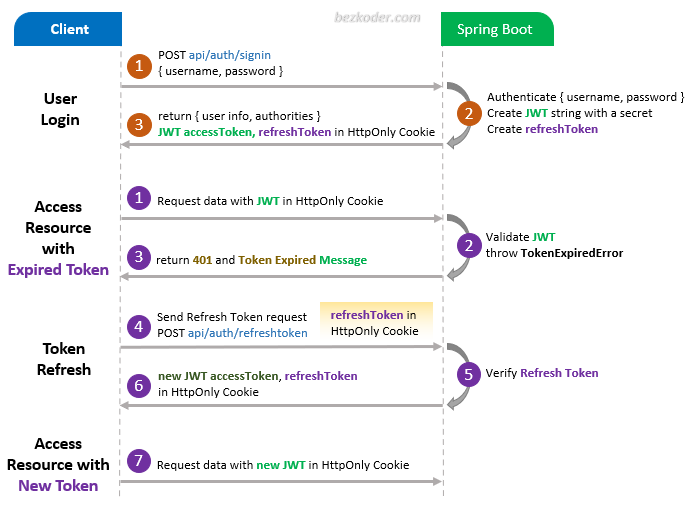 bezkoder.com
Client
Spring Boot
User
Login
1
POST api/auth/signin
{ username, password }
2
Authenticate { username, password }
Create JWT string with a secret
Create refreshToken
3
return { user info, authorities }
JWT accessToken, refreshToken in HttpOnly Cookie
Access
Resource
with
Expired Token
1
Request data with JWT in HttpOnly Cookie
2
Validate JWT
throw TokenExpiredError
3
return 401 and Token Expired Message
Token
Refresh
4
Send Refresh Token request
POST api/auth/refreshtoken
refreshToken in
HttpOnly Cookie
5
Verify Refresh Token
6
new JWT accessToken, refreshToken
in HttpOnly Cookie
Access
Resource with
New Token
7
Request data with new JWT in HttpOnly Cookie